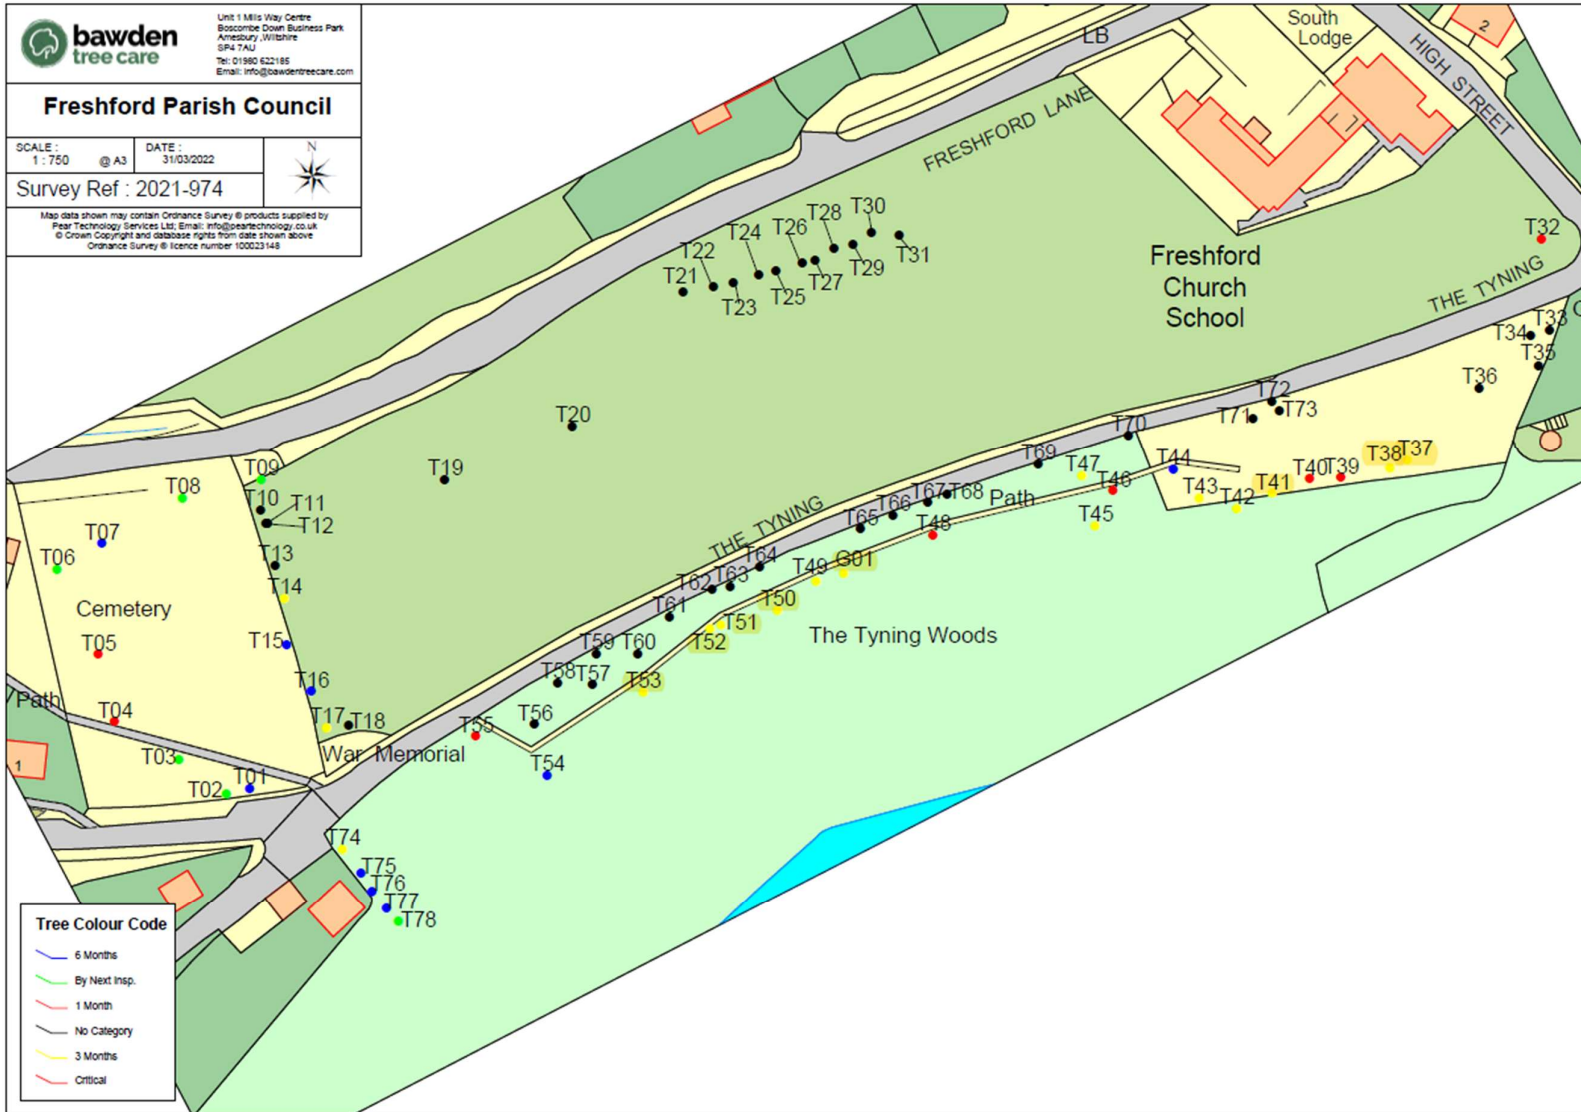 bawden
tree care
Unit 1 Mills Way Centre
Boscombe Down Business Park
Amesbury ,Wiltshire
SP4 7AU
Tel: 01980 622185
Email: info@bawdentreecare.com
Freshford Parish Council
SCALE :
1 : 750 @ A3
DATE :
31/03/2022
N
Survey Ref : 2021-974
Map data shown may contain Ordnance Survey ® products supplied by
Pear Technology Services Ltd; Email: info@peartechnology.co.uk
© Crown Copyright and database rights from date shown above
Ordnance Survey ® licence number 100023148
South
Lodge
2
LB
HIGH STREET
FRESHFORD LANE
T30
T28
T26
T24
T22
T21
T31
T29
T27
T25
T23
T32
Freshford
Church
School
THE TYNING
T33
T34
T35
T36
T72
T73
T71
T70
T20
T19
T69
T47
T44
T46
T43
T42
T41
T40
T39
T38
T37
T45
T09
T08
T10
T11
T12
T07
T06
T13
T14
Cemetery
T15
T05
T16
Path
T04
T17
T18
War Memorial
T03
T02
T01
1
THE TYNING
T68
T67
T66
T65
Path
T48
T64
T63
T62
T49
G01
T61
T50
T51
T52
The Tyning Woods
T59
T60
T58
T57
T53
T56
T55
T54
T74
T75
T76
T77
T78
Tree Colour Code
6 Months
By Next Insp.
1 Month
No Category
3 Months
Critical